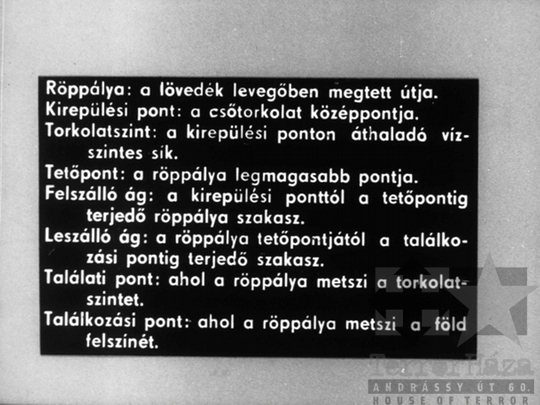 Röppálya: a lövedék levegőben megtett útja.
Kirepülési pont: a csőtorkolat középpontja.
Torkolatszint: a kirepülési ponton áthaladó víz-
szintes sík.
Tetőpont: a röppálya legmagasabb pontja.
Felszálló ág: a kirepülési ponttól a tetőpontig
terjedő röppálya szakasz.
Leszálló ág: a röppálya tetőpontjától a találko-
zási pontig terjedő szakasz.
Találati pont: ahol a röppálya metszi a torkolat-
szintet.
Találkozási pont: ahol a röppálya metszi a föld
felszínét.
TerrorHáza
ANDRÁSSY ÚT 60.
HOUSE OF TERROR